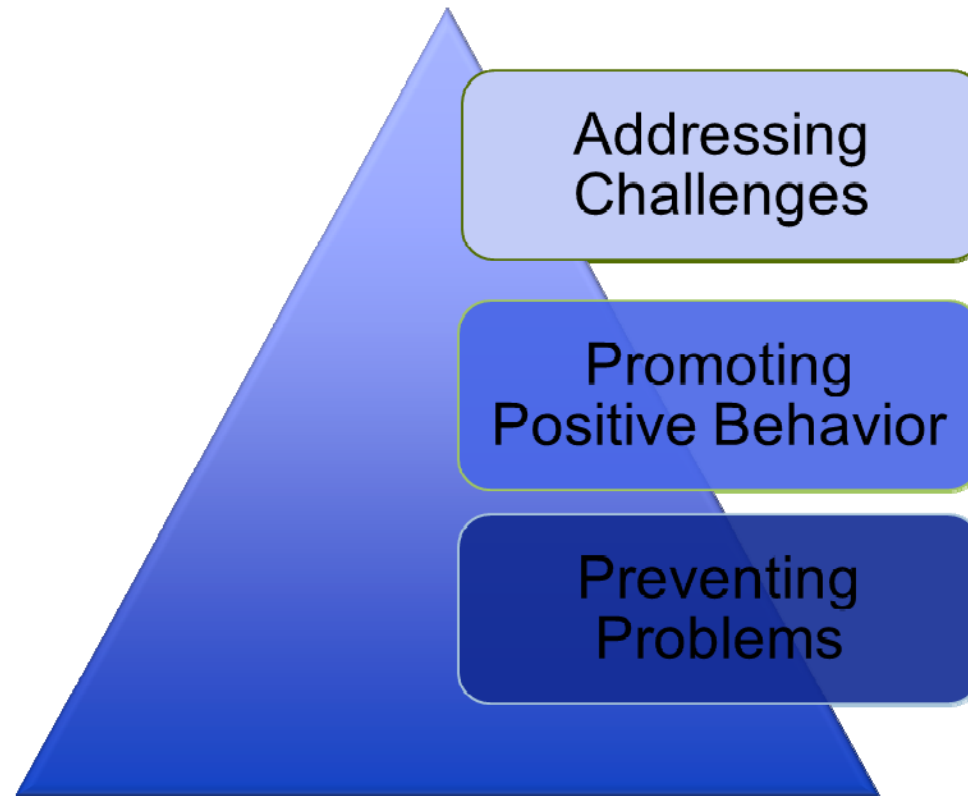 Addressing
Challenges
Promoting
Positive Behavior
Preventing
Problems